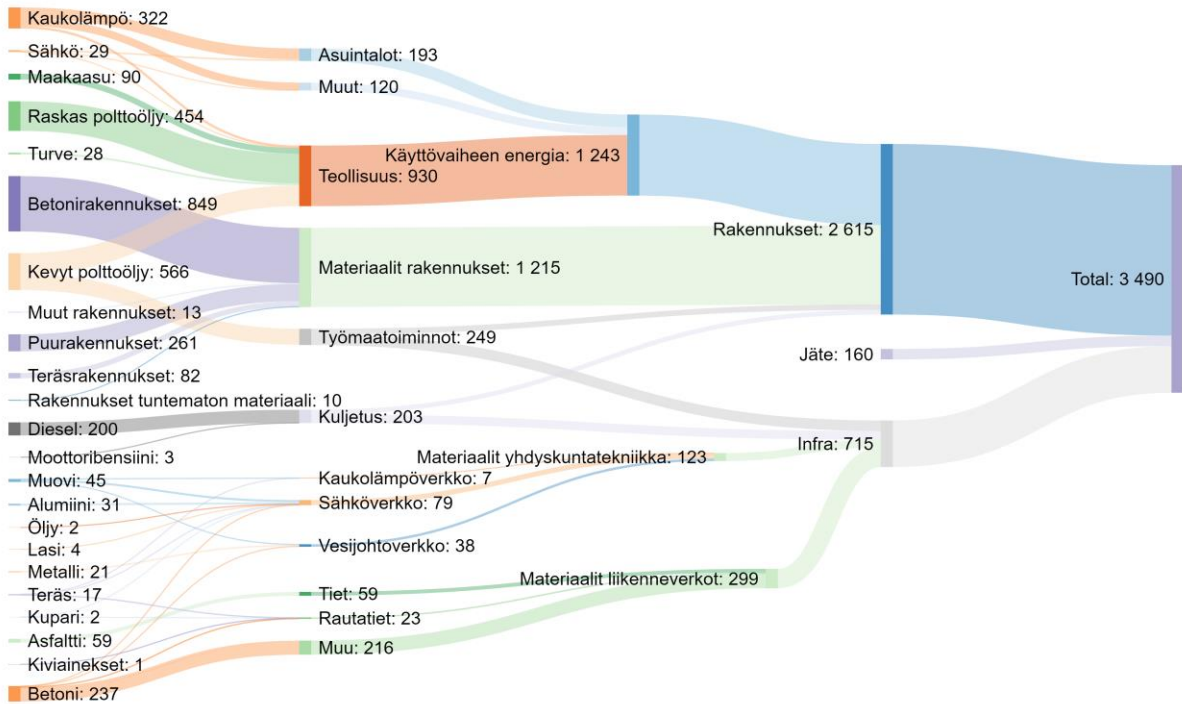 Kaukolämpö: 322
Sähkö: 29
Maakaasu: 90
Raskas polttoöljy: 454
Turve: 28
Betonirakennukset: 849
Kevyt polttoöljy: 566
Muut rakennukset: 13
Puurakennukset: 261
Teräsrakennukset: 82
Rakennukset tuntematon materiaali: 10
Diesel: 200
Moottoribensiini: 3
Muovi: 45
Alumiini: 31
Öljy: 2
Lasi: 4
Metalli: 21
Teräs: 17
Kupari: 2
Asfaltti: 59
Kiviainekset: 1
Betoni: 237
Asuintalot: 193
Muut: 120
Teollisuus: 930
Materiaalit rakennukset: 1 215
Työmaatoiminnot: 249
Kuljetus: 203
Kaukolämpöverkko: 7
Sähköverkko: 79
Vesijohtoverkko: 38
Tiet: 59
Rautatiet: 23
Muu: 216
Käyttövaiheen energia: 1 243
Materiaalit yhdyskuntatekniikka: 123
Materiaalit liikenneverkot: 299
Rakennukset: 2 615
Jäte: 160
Infra: 715
Total: 3 490